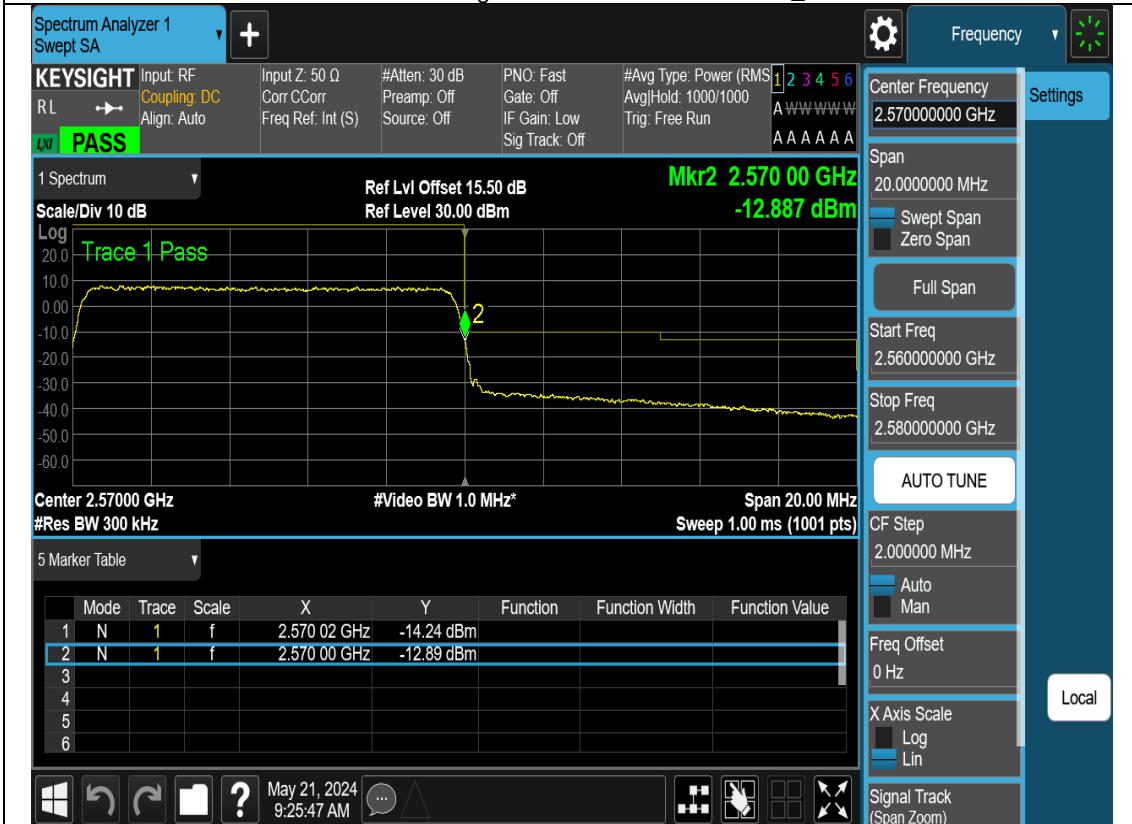 Spectrum Analyzer 1
Swept SA
Frequency
KEYSIGHT
R L
LXI
PASS
Input: RF
Coupling: DC
Align: Auto
Input Z: 50 Ω
Corr CCorr
Freq Ref: Int (S)
#Atten: 30 dB
Preamp: Off
Source: Off
PNO: Fast
Gate: Off
IF Gain: Low
Sig Track: Off
#Avg Type: Power (RMS
Avg|Hold: 1000/1000
Trig: Free Run
1 2 3 4 5 6
A W W W W W
A A A A A A
1 Spectrum
Scale/Div 10 dB
Ref Lvl Offset 15.50 dB
Ref Level 30.00 dBm
Mkr2 2.570 00 GHz
-12.887 dBm
Log
Trace 1 Pass
20.0
10.0
0.00
-10.0
-20.0
-30.0
-40.0
-50.0
-60.0
2
Center 2.57000 GHz
#Video BW 1.0 MHz*
Span 20.00 MHz
#Res BW 300 kHz
Sweep 1.00 ms (1001 pts)
5 Marker Table
Mode Trace Scale X Y Function Function Width Function Value
1 N 1 f 2.570 02 GHz -14.24 dBm
2 N 1 f 2.570 00 GHz -12.89 dBm
3
4
5
6
?
May 21, 2024
9:25:47 AM
Center Frequency
2.570000000 GHz
Settings
Span
20.0000000 MHz
Swept Span
Zero Span
Full Span
Start Freq
2.560000000 GHz
Stop Freq
2.580000000 GHz
AUTO TUNE
CF Step
2.000000 MHz
Auto
Man
Freq Offset
0 Hz
Local
X Axis Scale
Log
Lin
Signal Track
(Span Zoom)